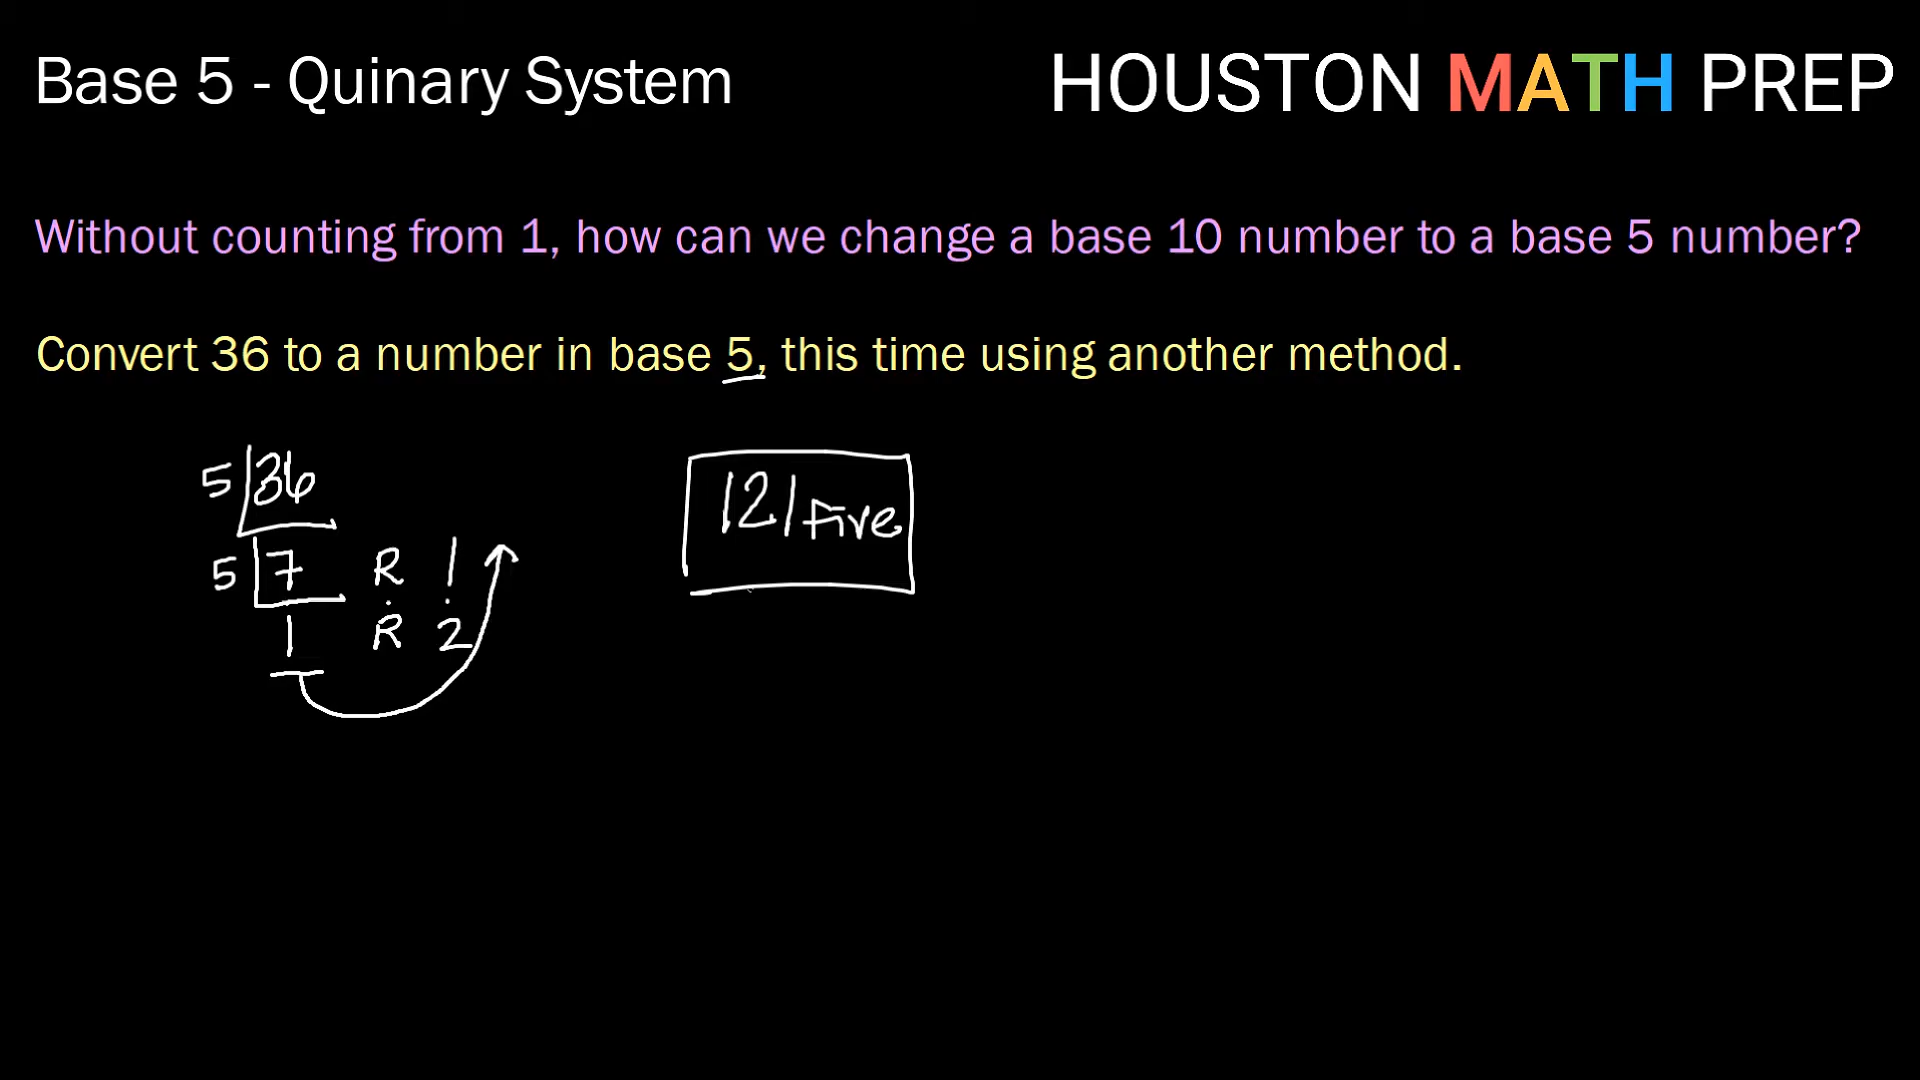 Base 5 - Quinary System
HOUSTON MATH PREP
Without counting from 1, how can we change a base 10 number to a base 5 number?
Convert 36 to a number in base 5, this time using another method.
5 36
5 7 R 1
1 R 2
121 five